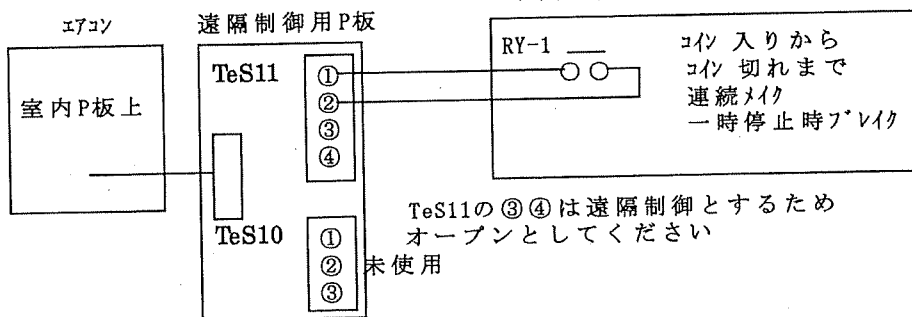 エアコン
室内P板上
遠隔制御用P板
TeS11
①
②
③
④
TeS10
①
②
③
未使用
RY-1
コイン 入りから
コイン 切れまで
連続メイク
一時停止時ブレイク
TeS11の③④は遠隔制御とするため
オープンとしてください